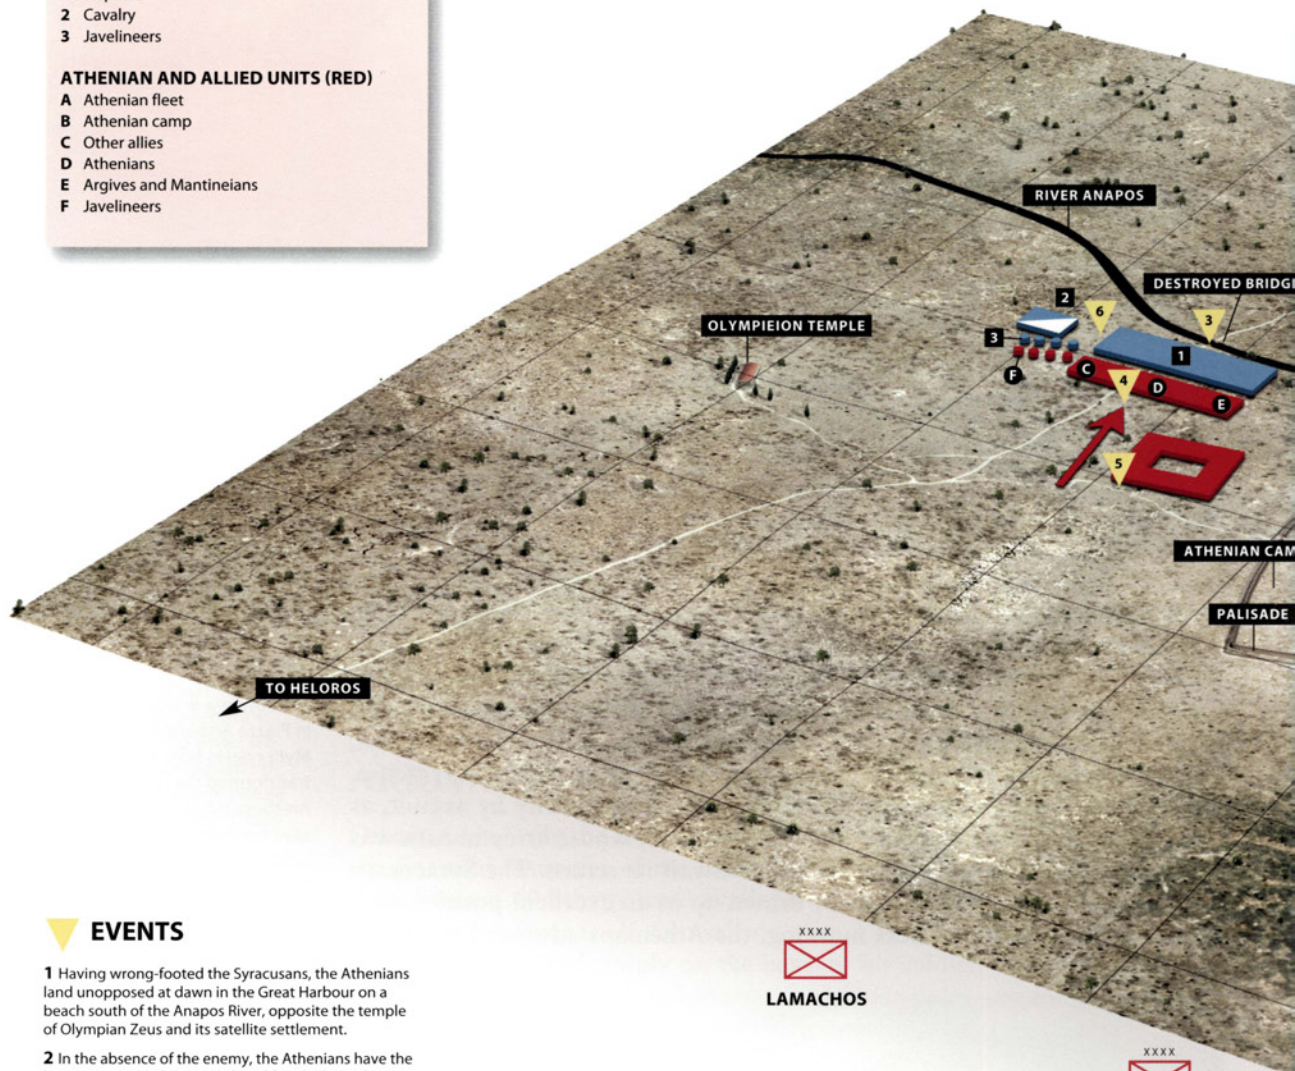 2 Cavalry
3 Javelineers
ATHENIAN AND ALLIED UNITS (RED)
A Athenian fleet
B Athenian camp
C Other allies
D Athenians
E Argives and Mantineians
F Javelineers
RIVER ANAPOS
DESTROYED BRIDG
2
6
3
OLYMPIEION TEMPLE
3
1
F
C
4
D
E
5
ATHENIAN CAM
PALISADE
TO HELOROS
EVENTS
1 Having wrong-footed the Syracusans, the Athenians
land unopposed at dawn in the Great Harbour on a
beach south of the Anapos River, opposite the temple
of Olympian Zeus and its satellite settlement.
2 In the absence of the enemy, the Athenians have the
XXXX
LAMACHOS
XXXX